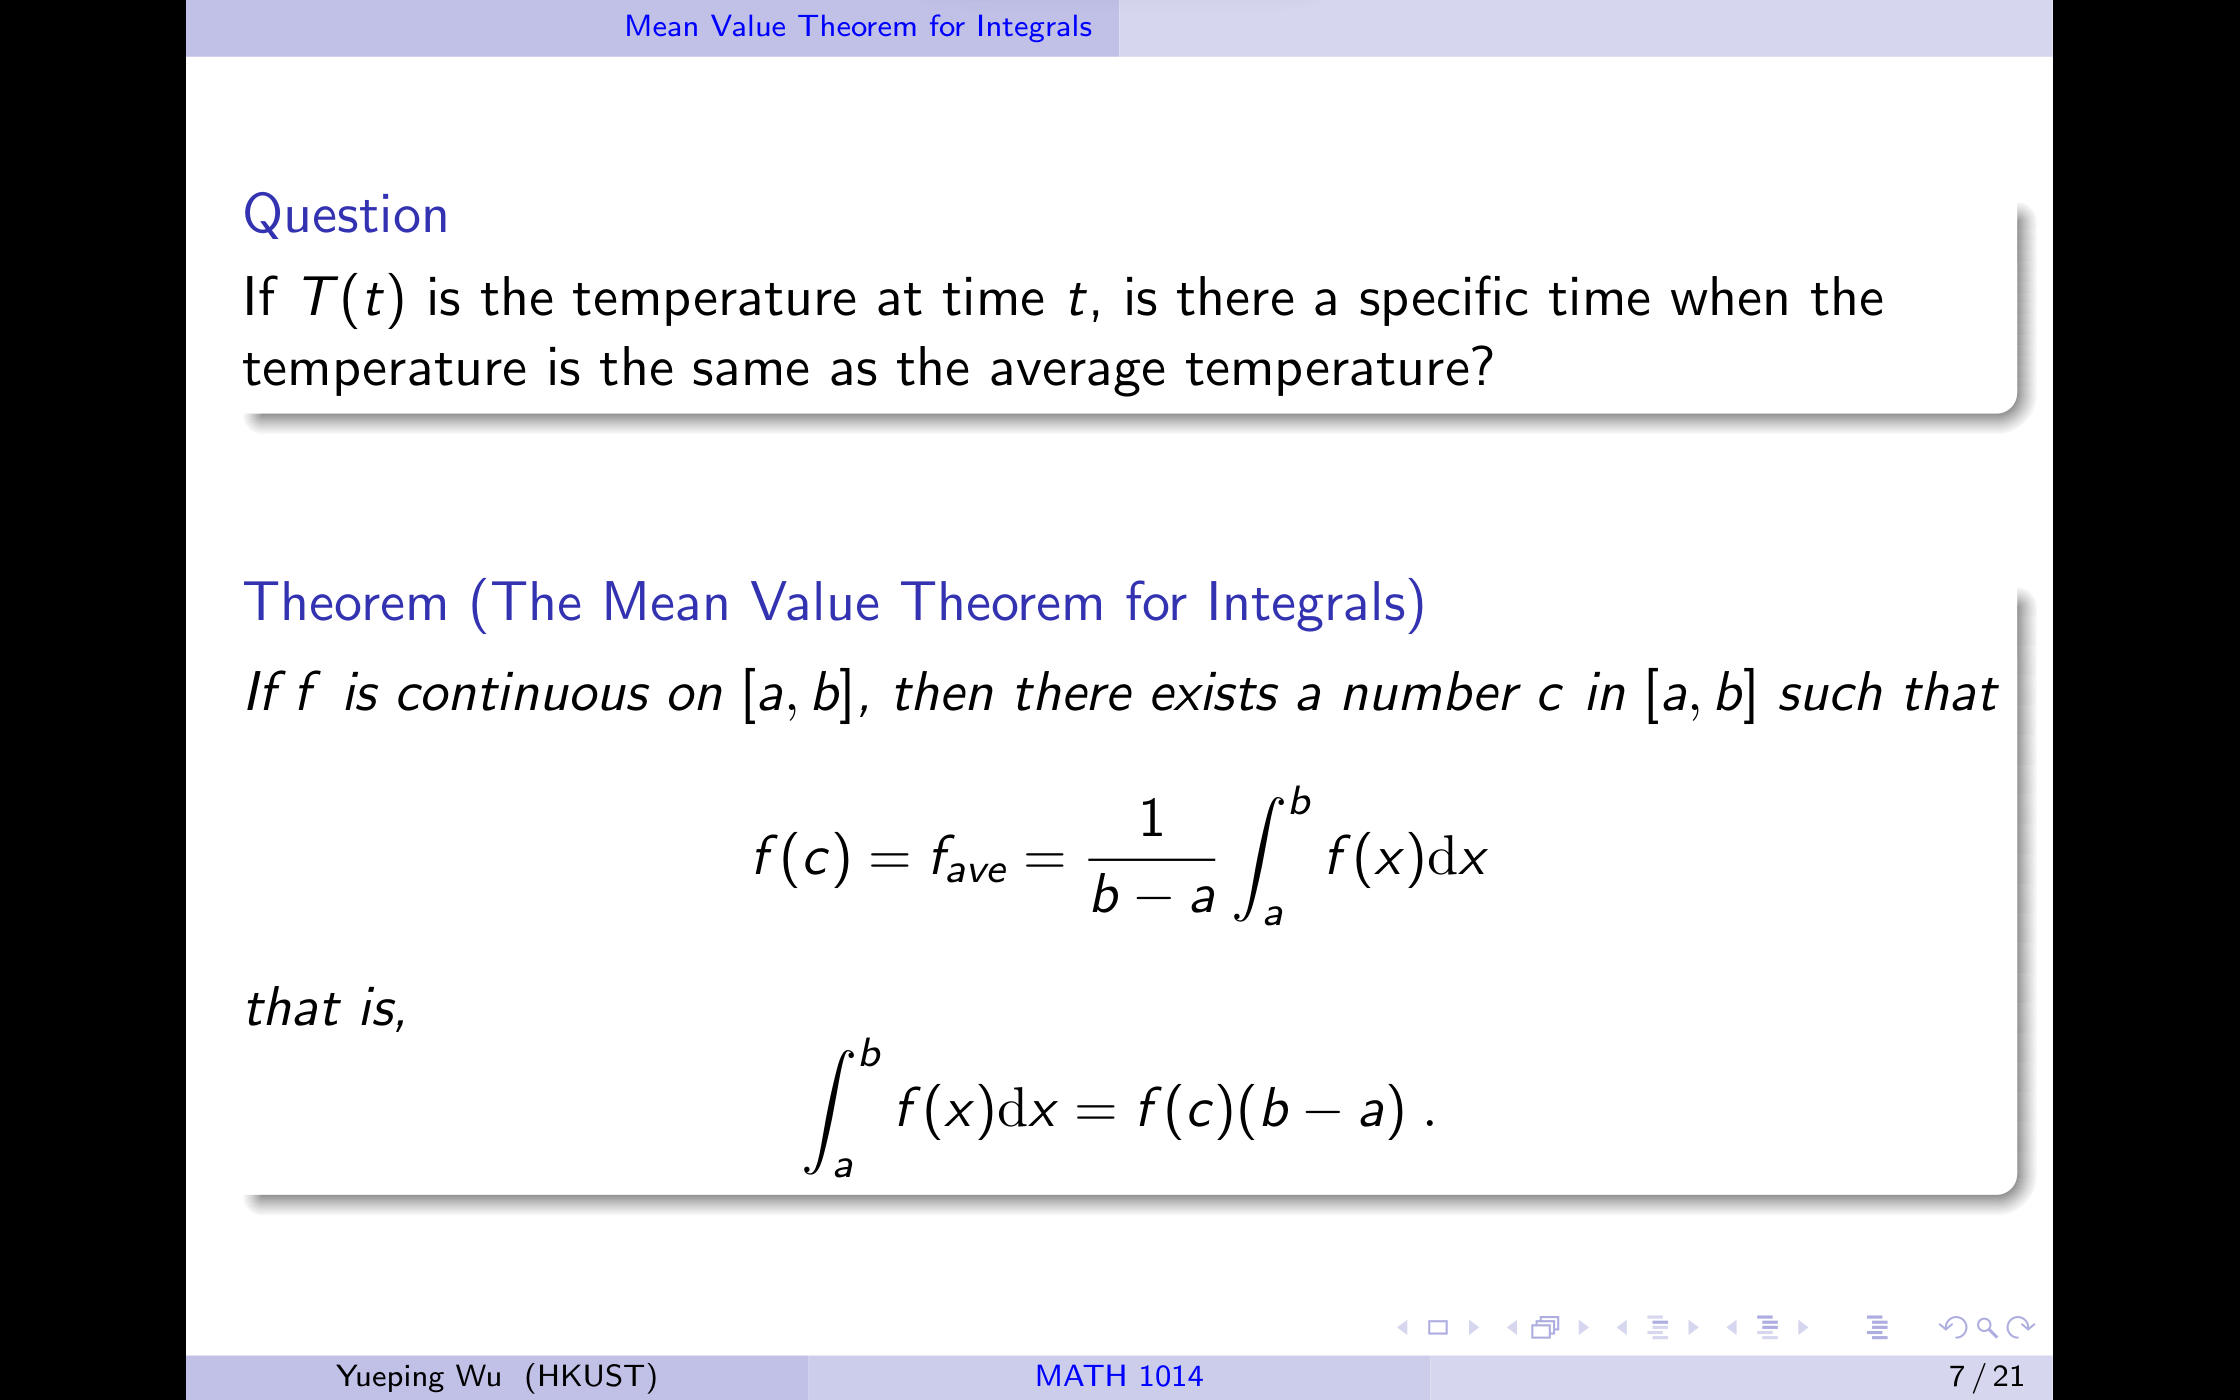 Mean Value Theorem for Integrals
Question
If T(t) is the temperature at time t, is there a specific time when the
temperature is the same as the average temperature?
Theorem (The Mean Value Theorem for Integrals)
If f is continuous on [a, b], then there exists a number c in [a, b] such that
f(c) = f_ave = \frac{1}{b − a} \int_a^b f(x)dx
that is,
\int_a^b f(x)dx = f(c)(b − a) .
Yueping Wu (HKUST) MATH 1014 7 / 21